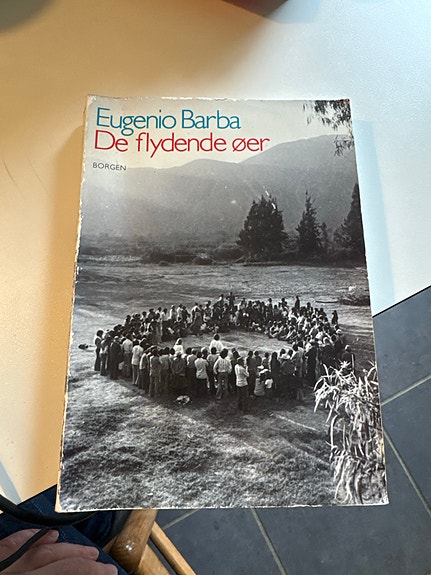 Eugenio Barba
De flydende øer
BORGEN